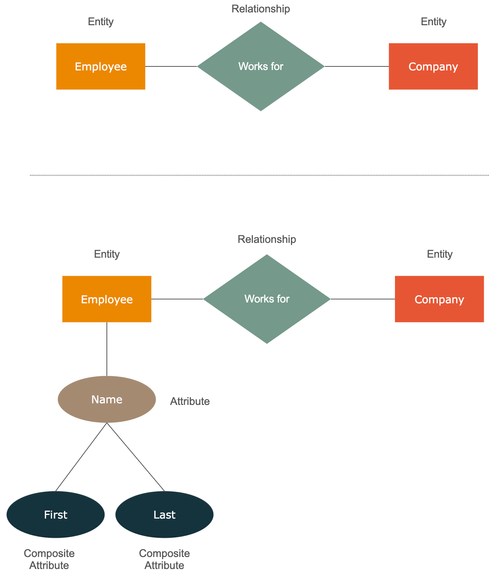 Relationship
Entity
Entity
Employee
Works for
Company
Relationship
Entity
Entity
Employee
Works for
Company
Name
Attribute
First
Last
Composite
Attribute
Composite
Attribute